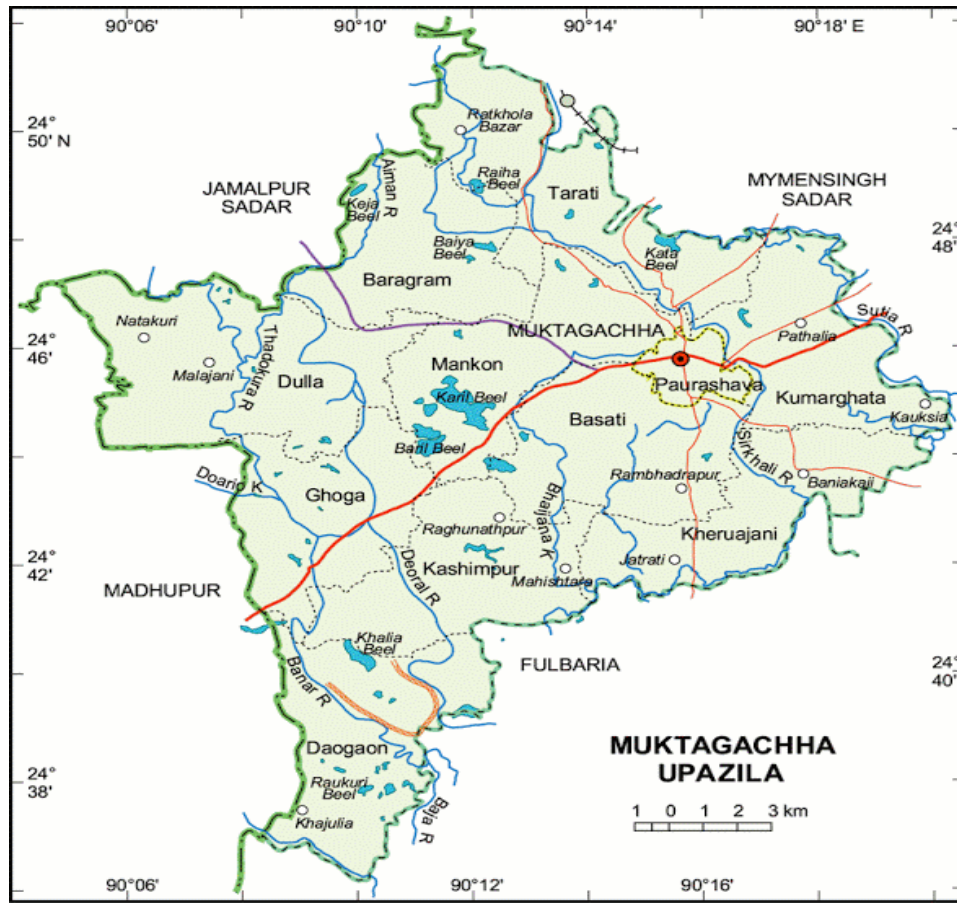 90° 06'
90° 10'
90° 14'
90° 18' E
24°
50' N
Ratkhola
Bazar
Aiman R
Raiha
Beel
JAMALPUR
SADAR
Keja
Beel
Tarati
MYMENSINGH
SADAR
24°
48'
Baiya
Beel
Kata
Beel
Baragram
Natakuri
MUKTAGACHHA
Pathalia
Sutia R
24°
46'
Thadokura R
Malajani
Dulla
Mankon
Karil Beel
Paurashava
Kumarghata
Kauksia
Basati
Baril Beel
Sirkhali R
Doario K
Ghoga
Rambhadrapur
Baniakaji
Bhaijana K
Raghunathpur
Kheruajani
24°
42'
Deoral R
Kashimpur
Mahishtara
Jatrati
MADHUPUR
Khalia
Beel
FULBARIA
24°
40'
Banar R
Daogaon
MUKTAGACHHA
UPAZILA
24°
38'
Raukuri
Beel
Khajulia
Baja R
1 0 1 2 3 km
90° 06'
90° 12'
90° 16'